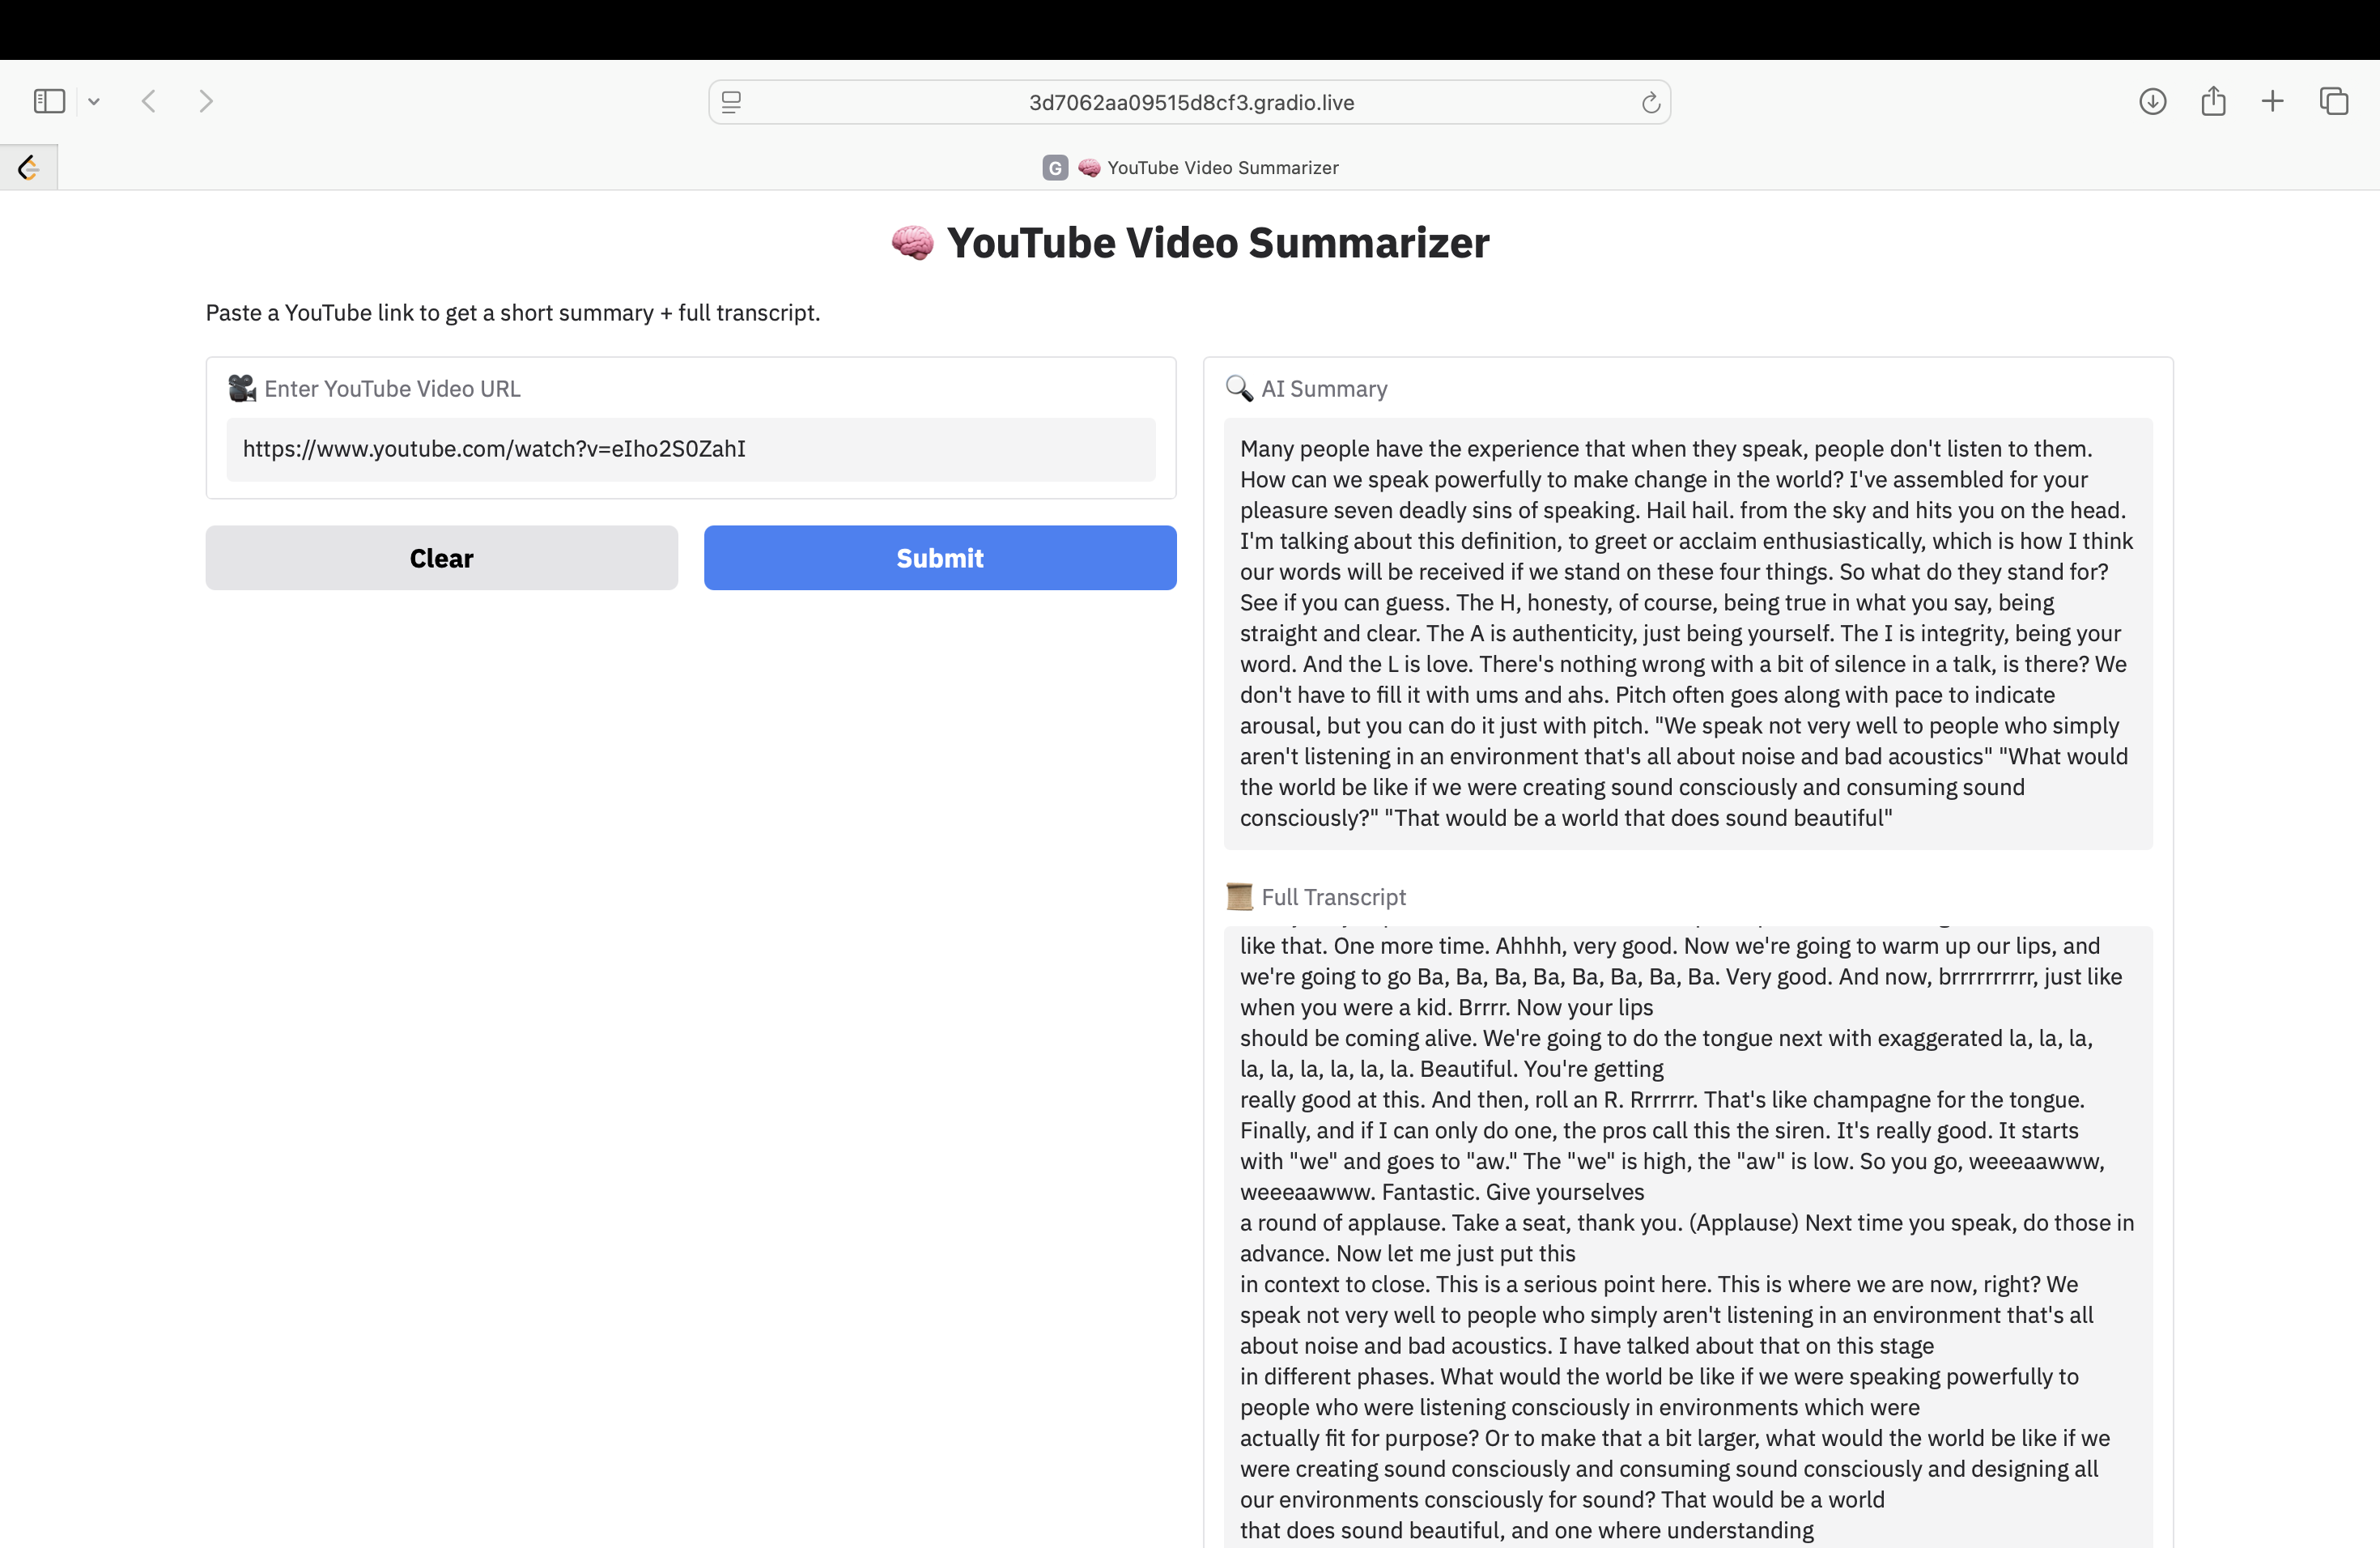 3d7062aa09515d8cf3.gradio.live
G 🧠 YouTube Video Summarizer
🧠 YouTube Video Summarizer
Paste a YouTube link to get a short summary + full transcript.
🎥 Enter YouTube Video URL
https://www.youtube.com/watch?v=eIho2S0ZahI
Clear
Submit
🔍 AI Summary
Many people have the experience that when they speak, people don't listen to them.
How can we speak powerfully to make change in the world? I've assembled for your
pleasure seven deadly sins of speaking. Hail hail. from the sky and hits you on the head.
I'm talking about this definition, to greet or acclaim enthusiastically, which is how I think
our words will be received if we stand on these four things. So what do they stand for?
See if you can guess. The H, honesty, of course, being true in what you say, being
straight and clear. The A is authenticity, just being yourself. The I is integrity, being your
word. And the L is love. There's nothing wrong with a bit of silence in a talk, is there? We
don't have to fill it with ums and ahs. Pitch often goes along with pace to indicate
arousal, but you can do it just with pitch. "We speak not very well to people who simply
aren't listening in an environment that's all about noise and bad acoustics" "What would
the world be like if we were creating sound consciously and consuming sound
consciously?" "That would be a world that does sound beautiful"
📜 Full Transcript
like that. One more time. Ahhhh, very good. Now we're going to warm up our lips, and
we're going to go Ba, Ba, Ba, Ba, Ba, Ba, Ba, Ba. Very good. And now, brrrrrrrrrr, just like
when you were a kid. Brrrr. Now your lips
should be coming alive. We're going to do the tongue next with exaggerated la, la, la,
la, la, la, la, la, la. Beautiful. You're getting
really good at this. And then, roll an R. Rrrrrrr. That's like champagne for the tongue.
Finally, and if I can only do one, the pros call this the siren. It's really good. It starts
with "we" and goes to "aw." The "we" is high, the "aw" is low. So you go, weeeaawww,
weeeaawww. Fantastic. Give yourselves
a round of applause. Take a seat, thank you. (Applause) Next time you speak, do those in
advance. Now let me just put this
in context to close. This is a serious point here. This is where we are now, right? We
speak not very well to people who simply aren't listening in an environment that's all
about noise and bad acoustics. I have talked about that on this stage
in different phases. What would the world be like if we were speaking powerfully to
people who were listening consciously in environments which were
actually fit for purpose? Or to make that a bit larger, what would the world be like if we
were creating sound consciously and consuming sound consciously and designing all
our environments consciously for sound? That would be a world
that does sound beautiful, and one where understanding